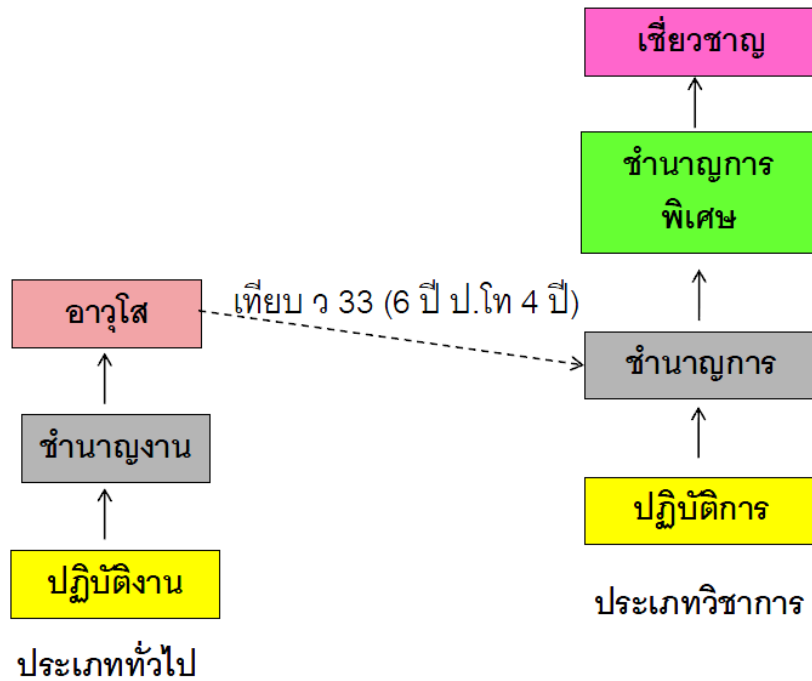 เชี่ยวชาญ
ชำนาญการ
พิเศษ
อาวุโส
เทียบ ว 33 (6 ปี ป.โท 4 ปี)
ชำนาญการ
ชำนาญงาน
ปฏิบัติการ
ปฏิบัติงาน
ประเภทวิชาการ
ประเภททั่วไป